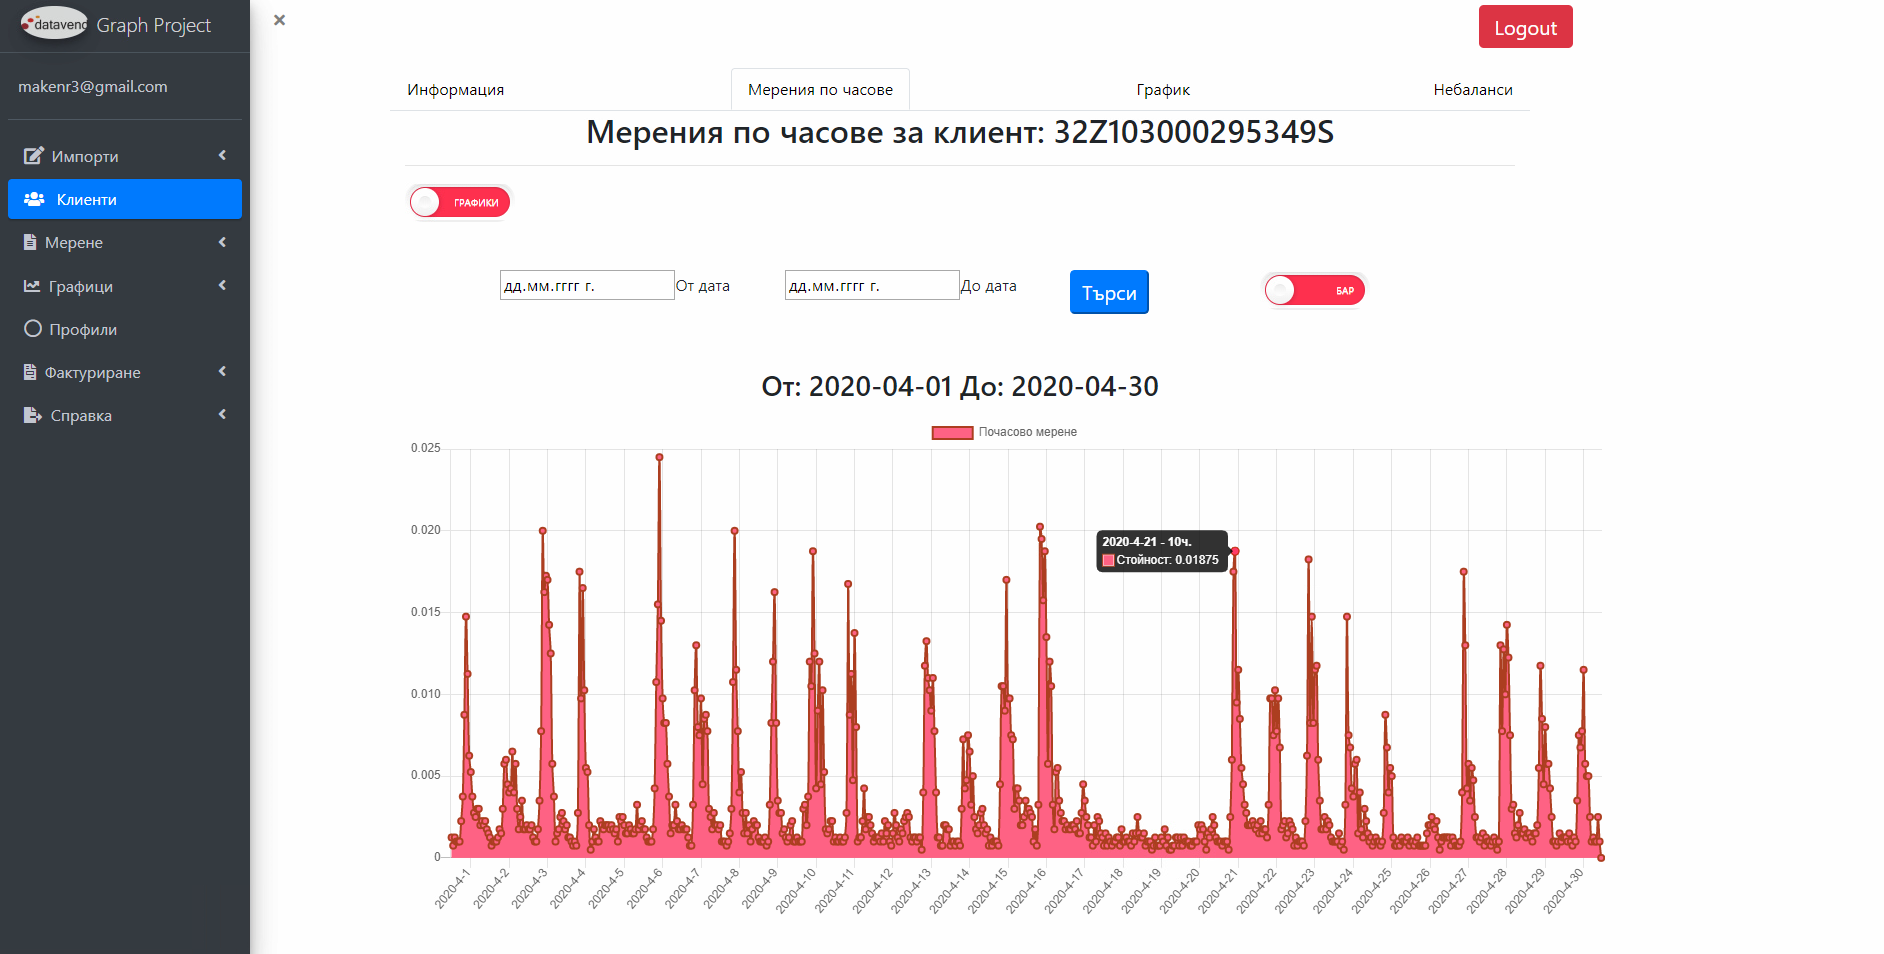 datavend Graph Project
makenr3@gmail.com
Импорти
Клиенти
Мерене
Графици
Профили
Фактуриране
Справка
×
Logout
Информация
Мерения по часове
График
Небаланси
Мерения по часове за клиент: 32Z103000295349S
ГРАФИКИ
дд.мм.гггг г. От дата
дд.мм.гггг г. До дата
Търси
БАР
От: 2020-04-01 До: 2020-04-30
Почасово мерене
0.025
0.020
0.015
0.010
0.005
0
2020-4-21 - 10ч.
Стойност: 0.01875
2020-4-1
2020-4-2
2020-4-3
2020-4-4
2020-4-5
2020-4-6
2020-4-7
2020-4-8
2020-4-9
2020-4-10
2020-4-11
2020-4-12
2020-4-13
2020-4-14
2020-4-15
2020-4-16
2020-4-17
2020-4-18
2020-4-19
2020-4-20
2020-4-21
2020-4-22
2020-4-23
2020-4-24
2020-4-25
2020-4-26
2020-4-27
2020-4-28
2020-4-29
2020-4-30